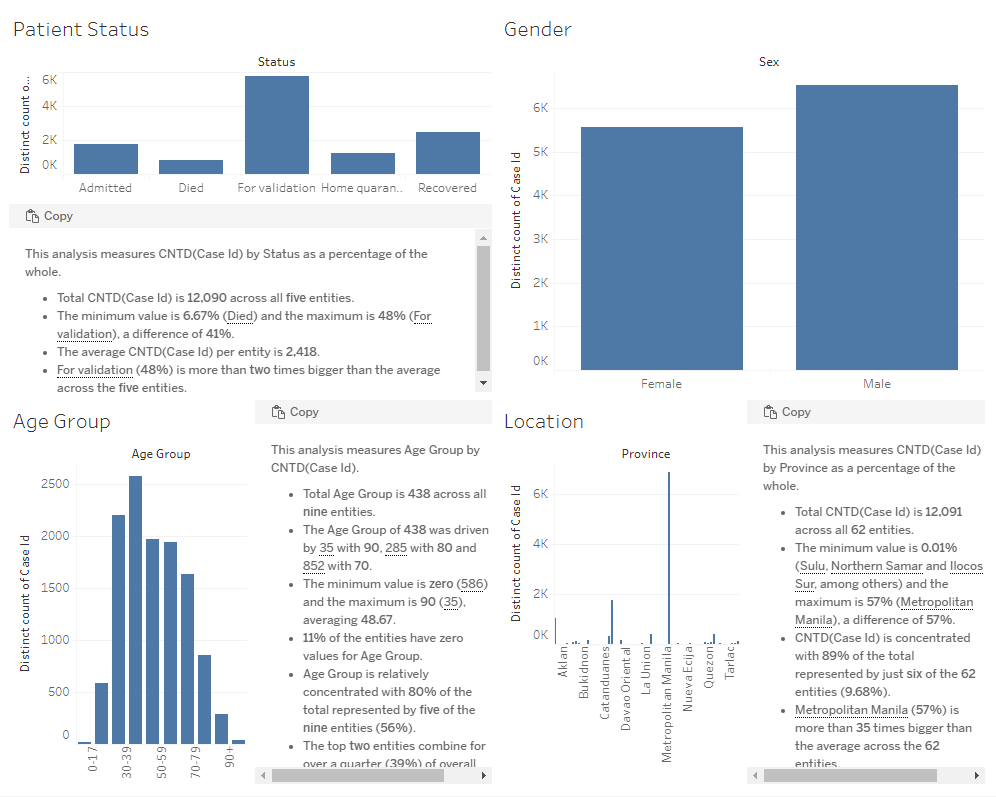 Patient Status
Status
Distinct count o...
6K
4K
2K
0K
Admitted
Died
For validation
Home quaran..
Recovered
Copy
This analysis measures CNTD(Case Id) by Status as a percentage of the
whole.
• Total CNTD(Case Id) is 12,090 across all five entities.
• The minimum value is 6.67% (Died) and the maximum is 48% (For
validation), a difference of 41%.
• The average CNTD(Case Id) per entity is 2,418.
• For validation (48%) is more than two times bigger than the average
across the five entities.
Gender
Sex
Distinct count of Case Id
6K
5K
4K
3K
2K
1K
0K
Female
Male
Age Group
Age Group
Distinct count of Case Id
2500
2000
1500
1000
500
0
0-17
30-39
50-59
70-79
90+
Copy
This analysis measures Age Group by
CNTD(Case Id).
• Total Age Group is 438 across all
nine entities.
• The Age Group of 438 was driven
by 35 with 90, 285 with 80 and
852 with 70.
• The minimum value is zero (586)
and the maximum is 90 (35),
averaging 48.67.
• 11% of the entities have zero
values for Age Group.
• Age Group is relatively
concentrated with 80% of the
total represented by five of the
nine entities (56%).
• The top two entities combine for
over a quarter (39%) of overall
Location
Province
Distinct count of Case Id
6K
4K
2K
0K
Aklan
Bukidnon
Catanduanes
Davao Oriental
La Union
Metropolitan Manila
Nueva Ecija
Quezon
Tarlac
Copy
This analysis measures CNTD(Case Id)
by Province as a percentage of the
whole.
• Total CNTD(Case Id) is 12,091
across all 62 entities.
• The minimum value is 0.01%
(Sulu, Northern Samar and Ilocos
Sur, among others) and the
maximum is 57% (Metropolitan
Manila), a difference of 57%.
• CNTD(Case Id) is concentrated
with 89% of the total
represented by just six of the 62
entities (9.68%).
• Metropolitan Manila (57%) is
more than 35 times bigger than
the average across the 62
entities.